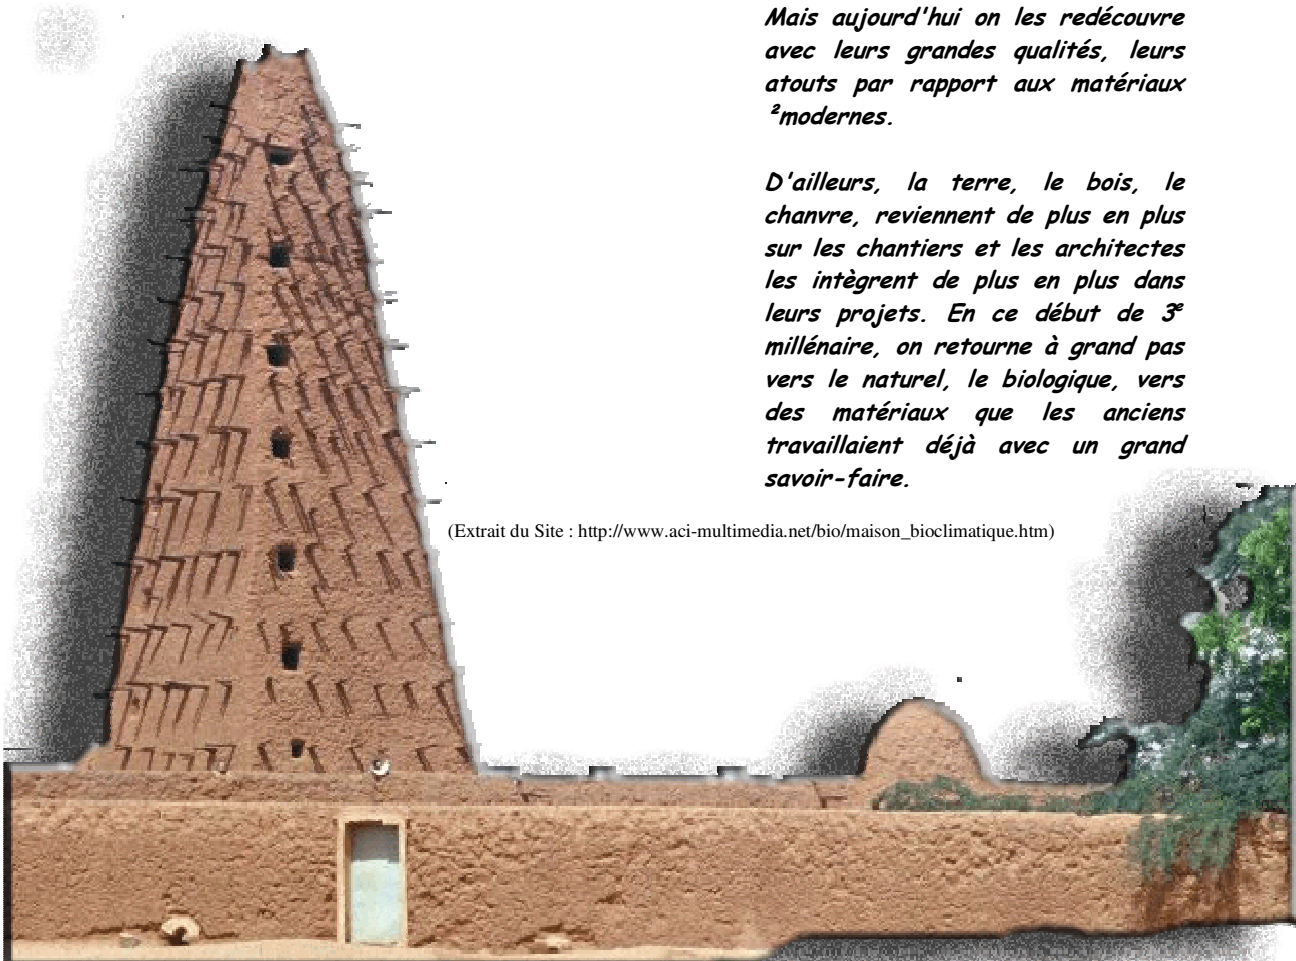 Mais aujourd'hui on les redécouvre
avec leurs grandes qualités, leurs
atouts par rapport aux matériaux
²modernes.
D'ailleurs, la terre, le bois, le
chanvre, reviennent de plus en plus
sur les chantiers et les architectes
les intègrent de plus en plus dans
leurs projets. En ce début de 3ᵉ
millénaire, on retourne à grand pas
vers le naturel, le biologique, vers
des matériaux que les anciens
travaillaient déjà avec un grand
savoir-faire.
(Extrait du Site : http://www.aci-multimedia.net/bio/maison_bioclimatique.htm)